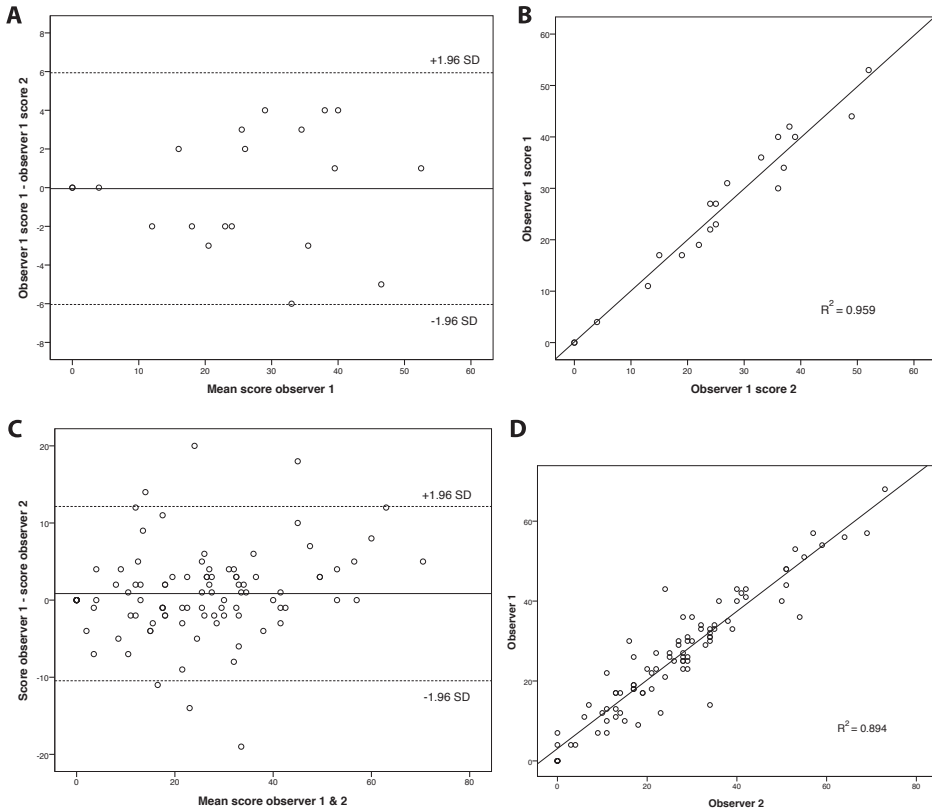 A
8
6
4
2
0
-2
-4
-6
-8
+1.96 SD
-1.96 SD
0
10
20
30
40
50
60
Observer 1 score 1 - observer 1 score 2
Mean score observer 1
B
60
50
40
30
20
10
0
R2 = 0.959
0
10
20
30
40
50
60
Observer 1 score 1
Observer 1 score 2
C
20
10
0
-10
-20
+1.96 SD
-1.96 SD
0
20
40
60
80
Score observer 1 - score observer 2
Mean score observer 1 & 2
D
60
40
20
0
R2 = 0.894
0
20
40
60
80
Observer 1
Observer 2